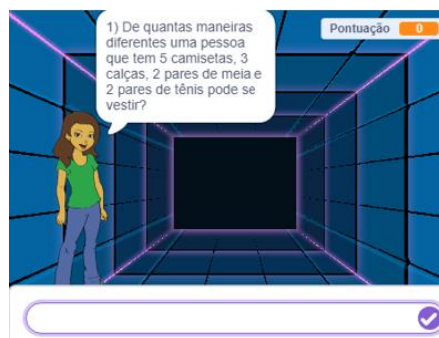 1) De quantas maneiras
diferentes uma pessoa
que tem 5 camisetas, 3
calças, 2 pares de meia e
2 pares de tênis pode se
vestir?
Pontuação 0